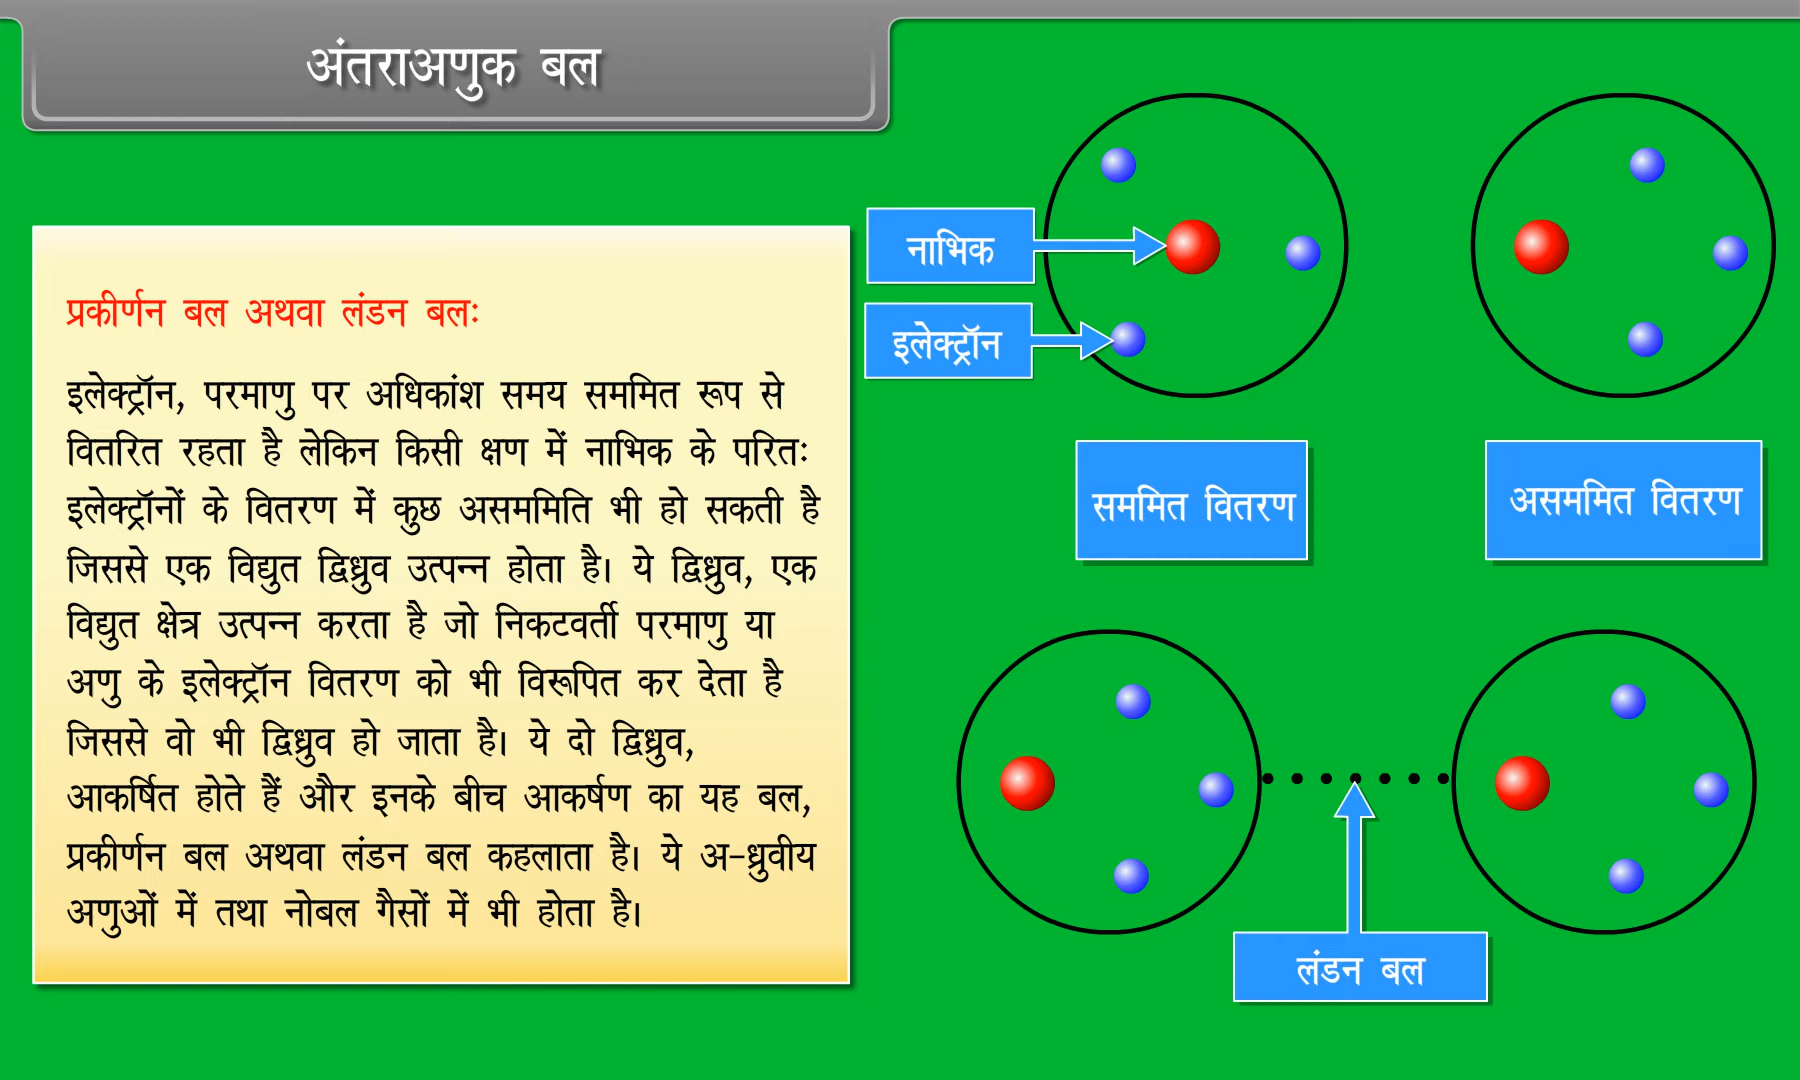 अंतराअणुक बल
प्रकीर्णन बल अथवा लंडन बलः
इलेक्ट्रॉन, परमाणु पर अधिकांश समय सममित रूप से
वितरित रहता है लेकिन किसी क्षण में नाभिक के परितः
इलेक्ट्रॉनों के वितरण में कुछ असममिति भी हो सकती है
जिससे एक विद्युत द्विध्रुव उत्पन्न होता है। ये द्विध्रुव, एक
विद्युत क्षेत्र उत्पन्न करता है जो निकटवर्ती परमाणु या
अणु के इलेक्ट्रॉन वितरण को भी विरूपित कर देता है
जिससे वो भी द्विध्रुव हो जाता है। ये दो द्विध्रुव,
आकर्षित होते हैं और इनके बीच आकर्षण का यह बल,
प्रकीर्णन बल अथवा लंडन बल कहलाता है। ये अ-ध्रुवीय
अणुओं में तथा नोबल गैसों में भी होता है।
नाभिक
इलेक्ट्रॉन
सममित वितरण
असममित वितरण
लंडन बल